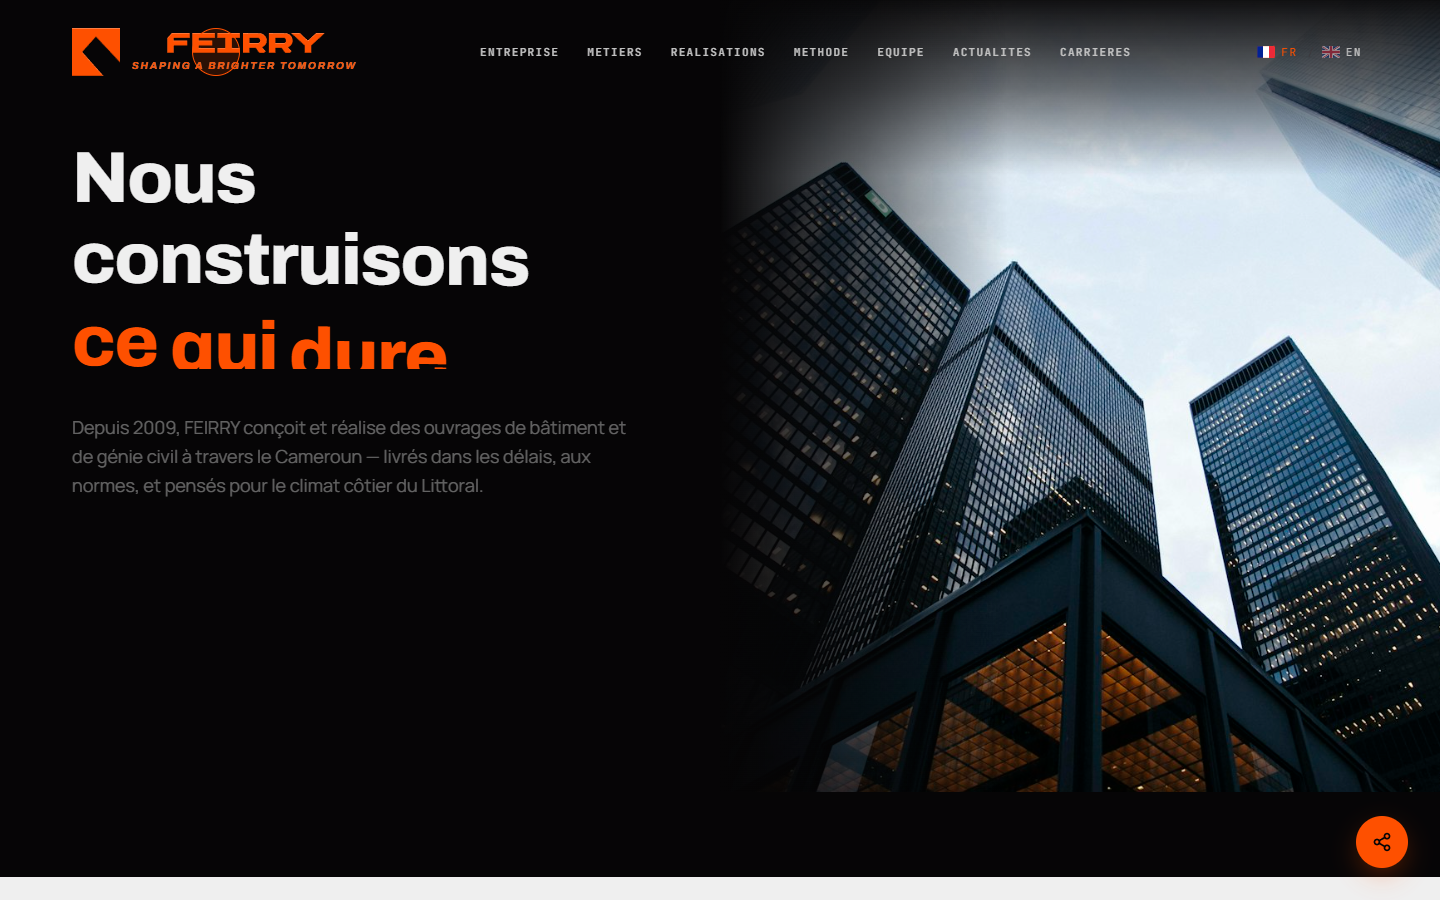 FEIRRY
SHAPING A BRIGHTER TOMORROW
ENTREPRISE METIERS REALISATIONS METHODE EQUIPE ACTUALITES CARRIERES
FR EN
Nous
construisons
ce qui dure
Depuis 2009, FEIRRY conçoit et réalise des ouvrages de bâtiment et
de génie civil à travers le Cameroun — livrés dans les délais, aux
normes, et pensés pour le climat côtier du Littoral.